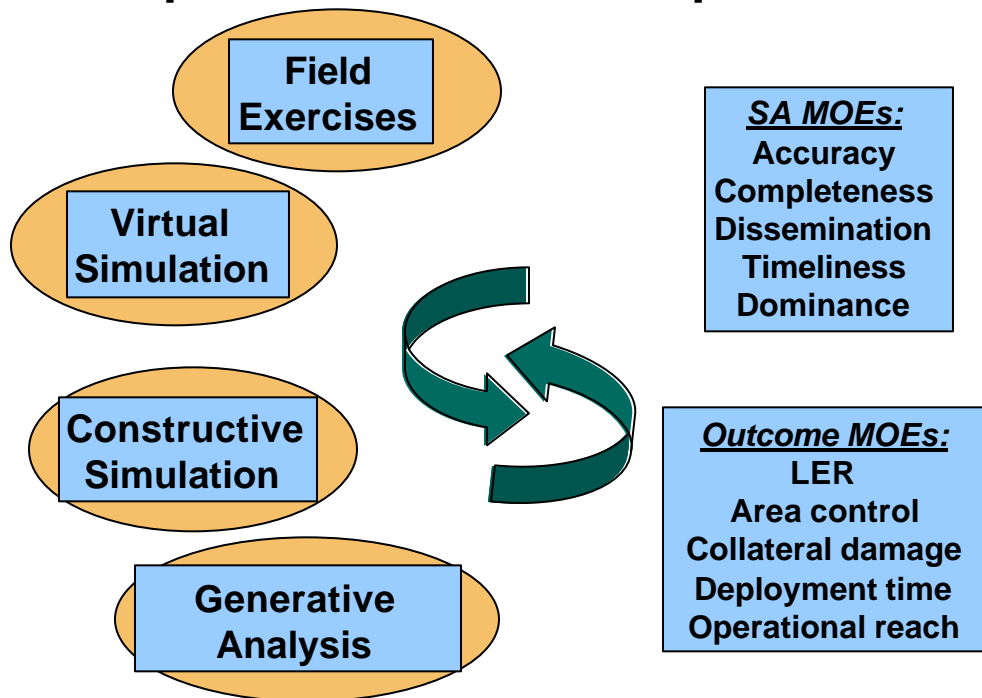 Field
Exercises
Virtual
Simulation
Constructive
Simulation
Generative
Analysis
SA MOEs:
Accuracy
Completeness
Dissemination
Timeliness
Dominance
Outcome MOEs:
LER
Area control
Collateral damage
Deployment time
Operational reach